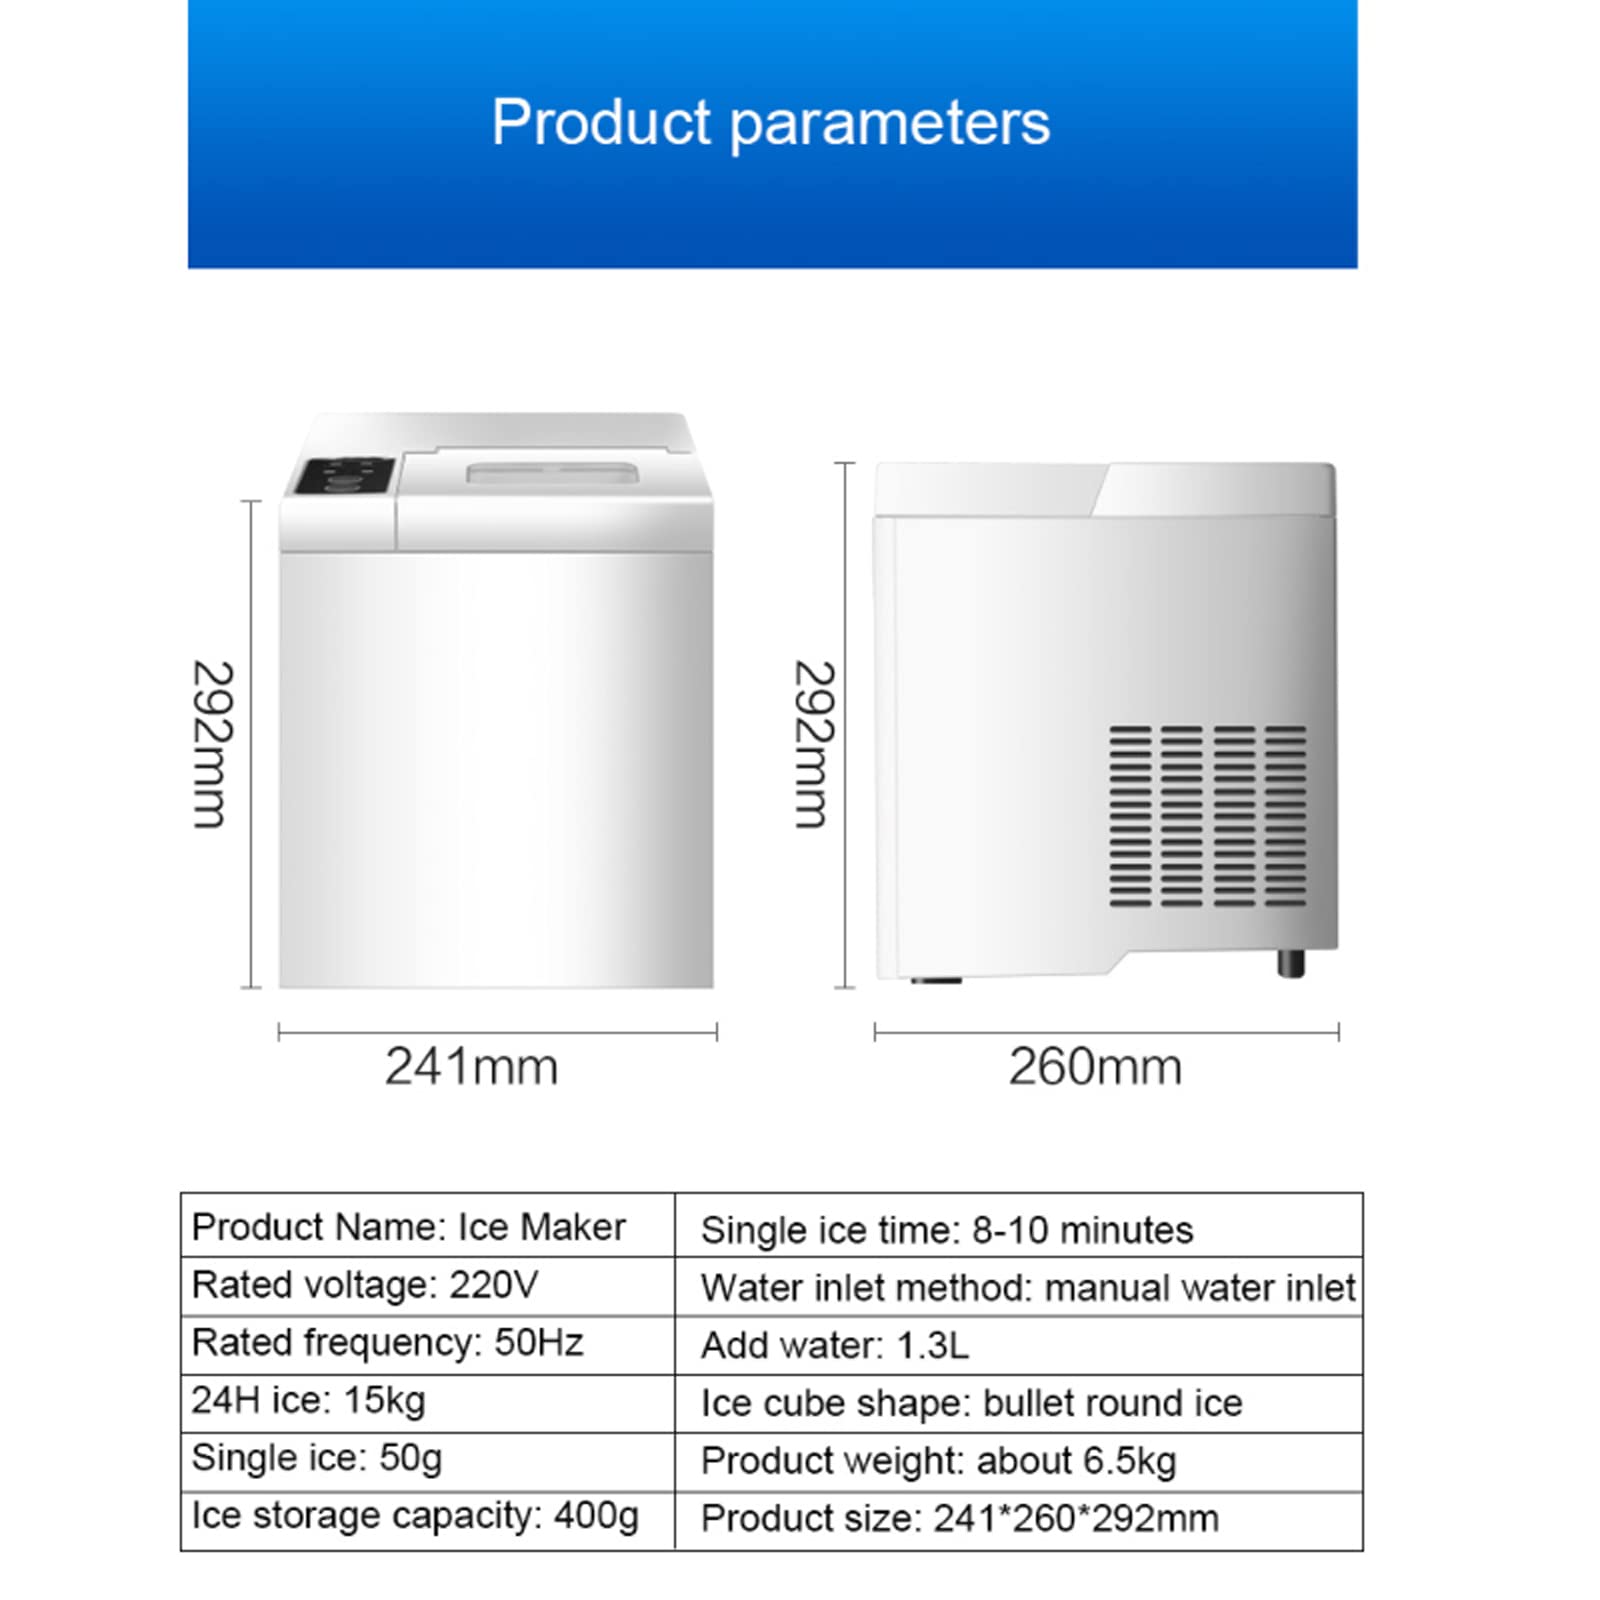 Product parameters
292mm
241mm
292mm
260mm
Product Name: Ice Maker
Single ice time: 8-10 minutes
Rated voltage: 220V
Water inlet method: manual water inlet
Rated frequency: 50Hz
Add water: 1.3L
24H ice: 15kg
Ice cube shape: bullet round ice
Single ice: 50g
Product weight: about 6.5kg
Ice storage capacity: 400g
Product size: 241*260*292mm